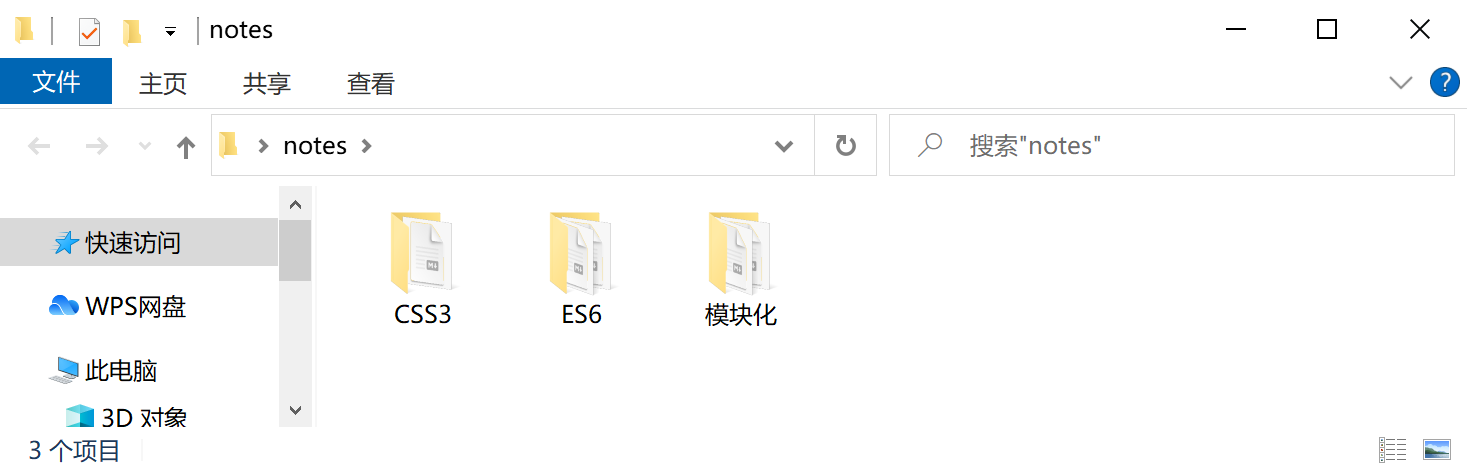 notes
文件 主页 共享 查看
notes
搜索"notes"
快速访问
WPS网盘
此电脑
3D 对象
CSS3 ES6 模块化
3 个项目